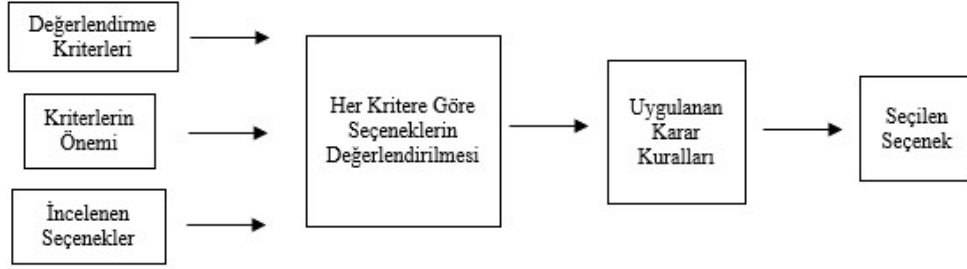 Değerlendirme
Kriterleri
Kriterlerin
Önemi
İncelenen
Seçenekler
Her Kritere Göre
Seçeneklerin
Değerlendirilmesi
Uygulanan
Karar
Kuralları
Seçilen
Seçenek